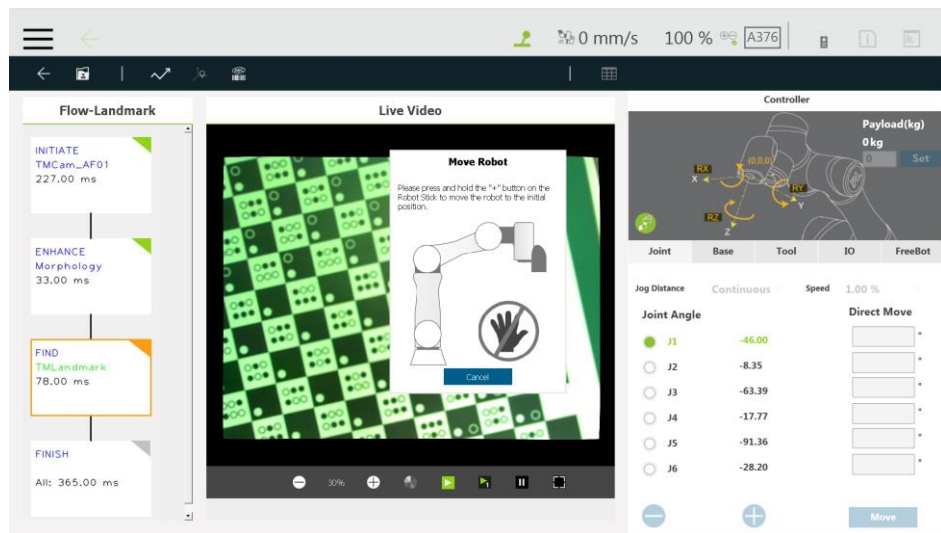 0 mm/s
100 %
A376
Flow-Landmark
INITIATE
TMCam_AF01
227.00 ms
ENHANCE
Morphology
33.00 ms
FIND
TMLandmark
78.00 ms
FINISH
All: 365.00 ms
Live Video
Move Robot
Please press and hold the "+" button on the
Robot Stick to move the robot to the initial
position.
Cancel
30%
1
Controller
Payload(kg)
0 kg
0 Set
(0,0,0)
RX
X
RY
Y
RZ
Z
Joint Base Tool IO FreeBot
Jog Distance Continuous Speed 1.00 %
Joint Angle Direct Move
J1 -46.00 °
J2 -8.35 °
J3 -63.39 °
J4 -17.77 °
J5 -91.36 °
J6 -28.20 °
Move